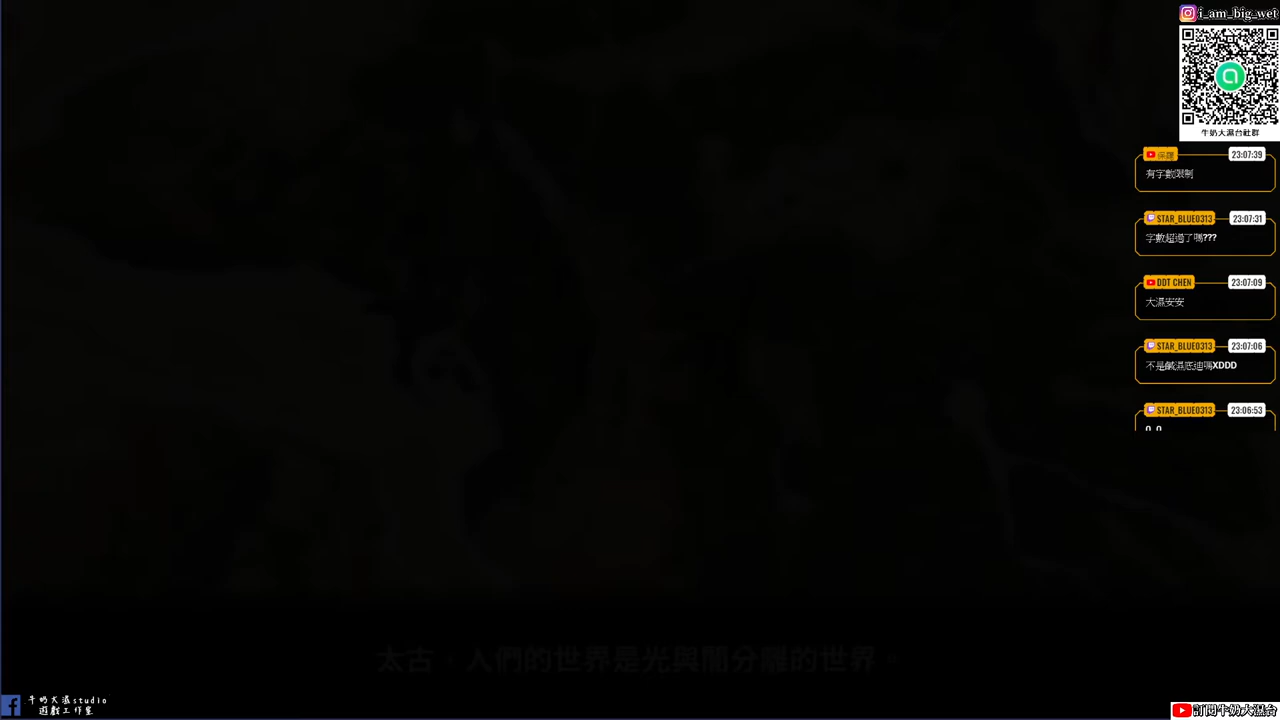 i_am_big_wet
牛奶大濕台社群
保羅 23:07:39
有字數限制
STAR_BLUE0313 23:07:31
字數超過了嗎???
DDT CHEN 23:07:09
大濕安安
STAR_BLUE0313 23:07:06
不是鹹濕底迪嗎XDDD
STAR_BLUE0313 23:06:53
太古，人們的世界是光與闇分離的世界。
牛奶大濕studio
遊戲工作室
訂閱牛奶大濕台